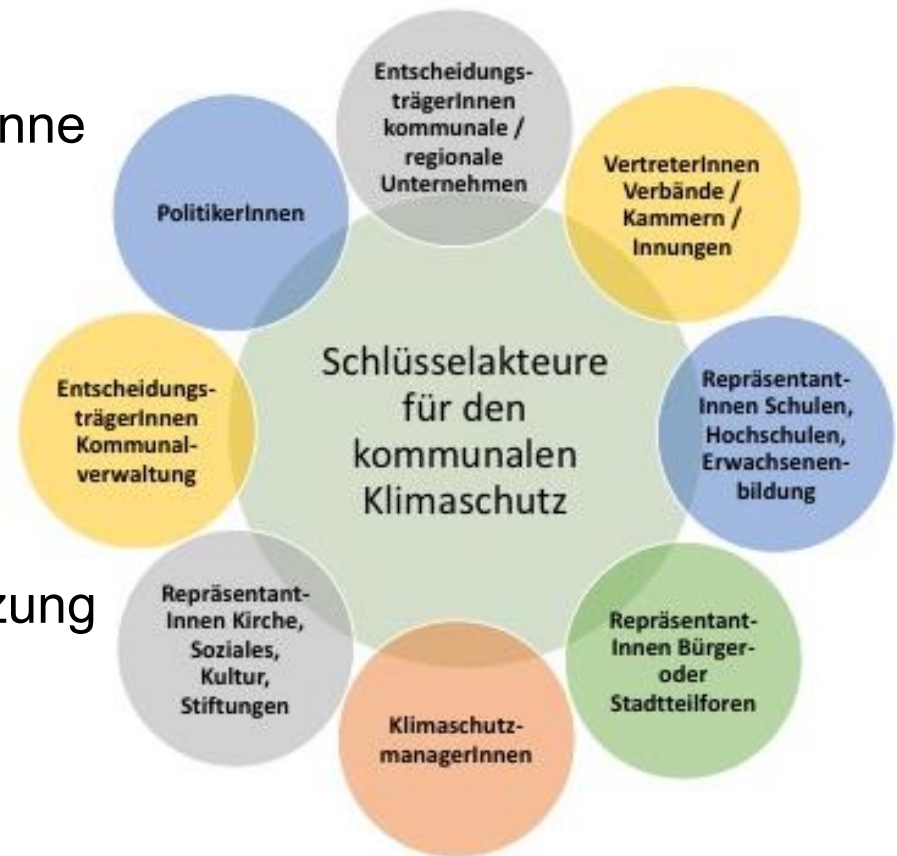 nne
zung
Entscheidungs-
trägerInnen
kommunale /
regionale
Unternehmen
VertreterInnen
Verbände /
Kammern /
Innungen
Repräsentant-
Innen Schulen,
Hochschulen,
Erwachsenen-
bildung
Repräsentant-
Innen Bürger-
oder
Stadtteilforen
Klimaschutz-
managerInnen
Repräsentant-
Innen Kirche,
Soziales,
Kultur,
Stiftungen
Entscheidungs-
trägerInnen
Kommunal-
verwaltung
PolitikerInnen
Schlüsselakteure
für den
kommunalen
Klimaschutz